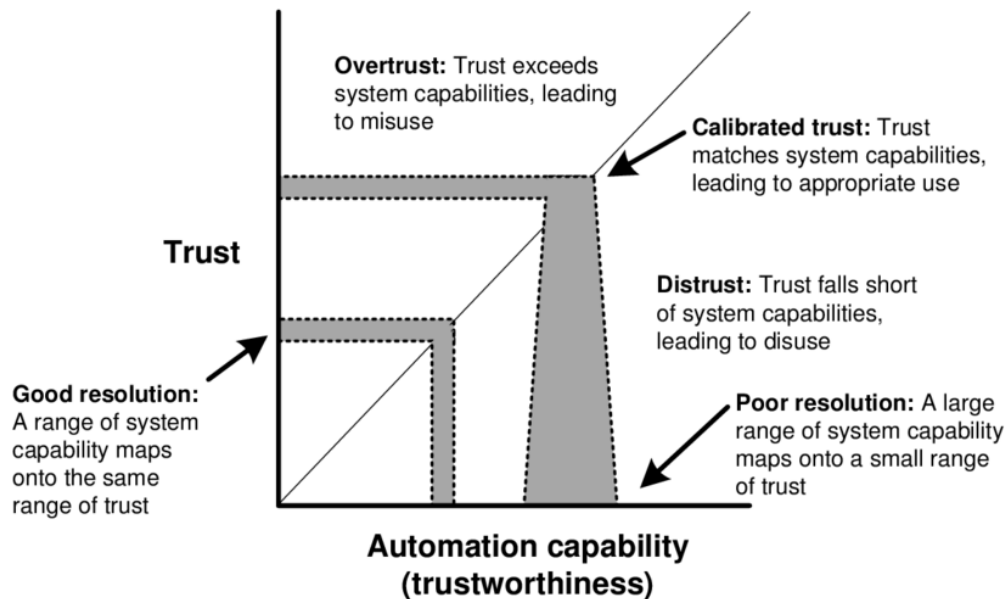 Overtrust: Trust exceeds
system capabilities, leading
to misuse
Calibrated trust: Trust
matches system capabilities,
leading to appropriate use
Trust
Distrust: Trust falls short
of system capabilities,
leading to disuse
Good resolution:
A range of system
capability maps
onto the same
range of trust
Poor resolution: A large
range of system capability
maps onto a small range
of trust
Automation capability
(trustworthiness)